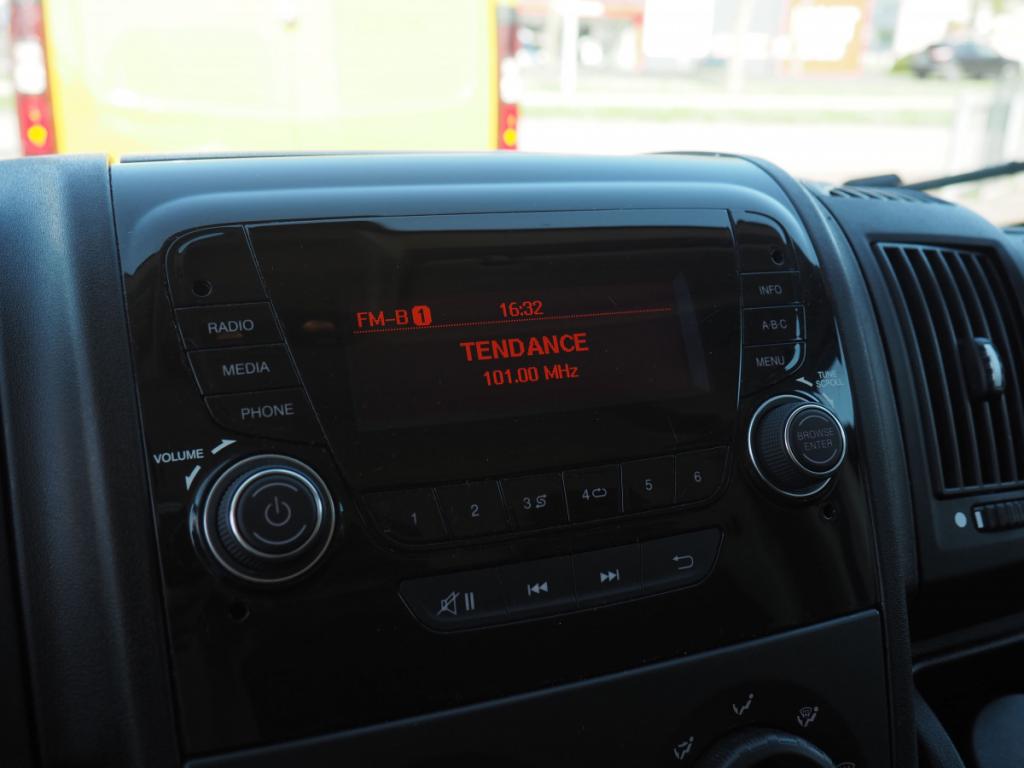 FM-B 1 16:32
TENDANCE
101.00 MHz
RADIO
MEDIA
PHONE
INFO
A·B·C
MENU
TUNE
SCROLL
VOLUME
BROWSE
ENTER
1 2 3 4 5 6